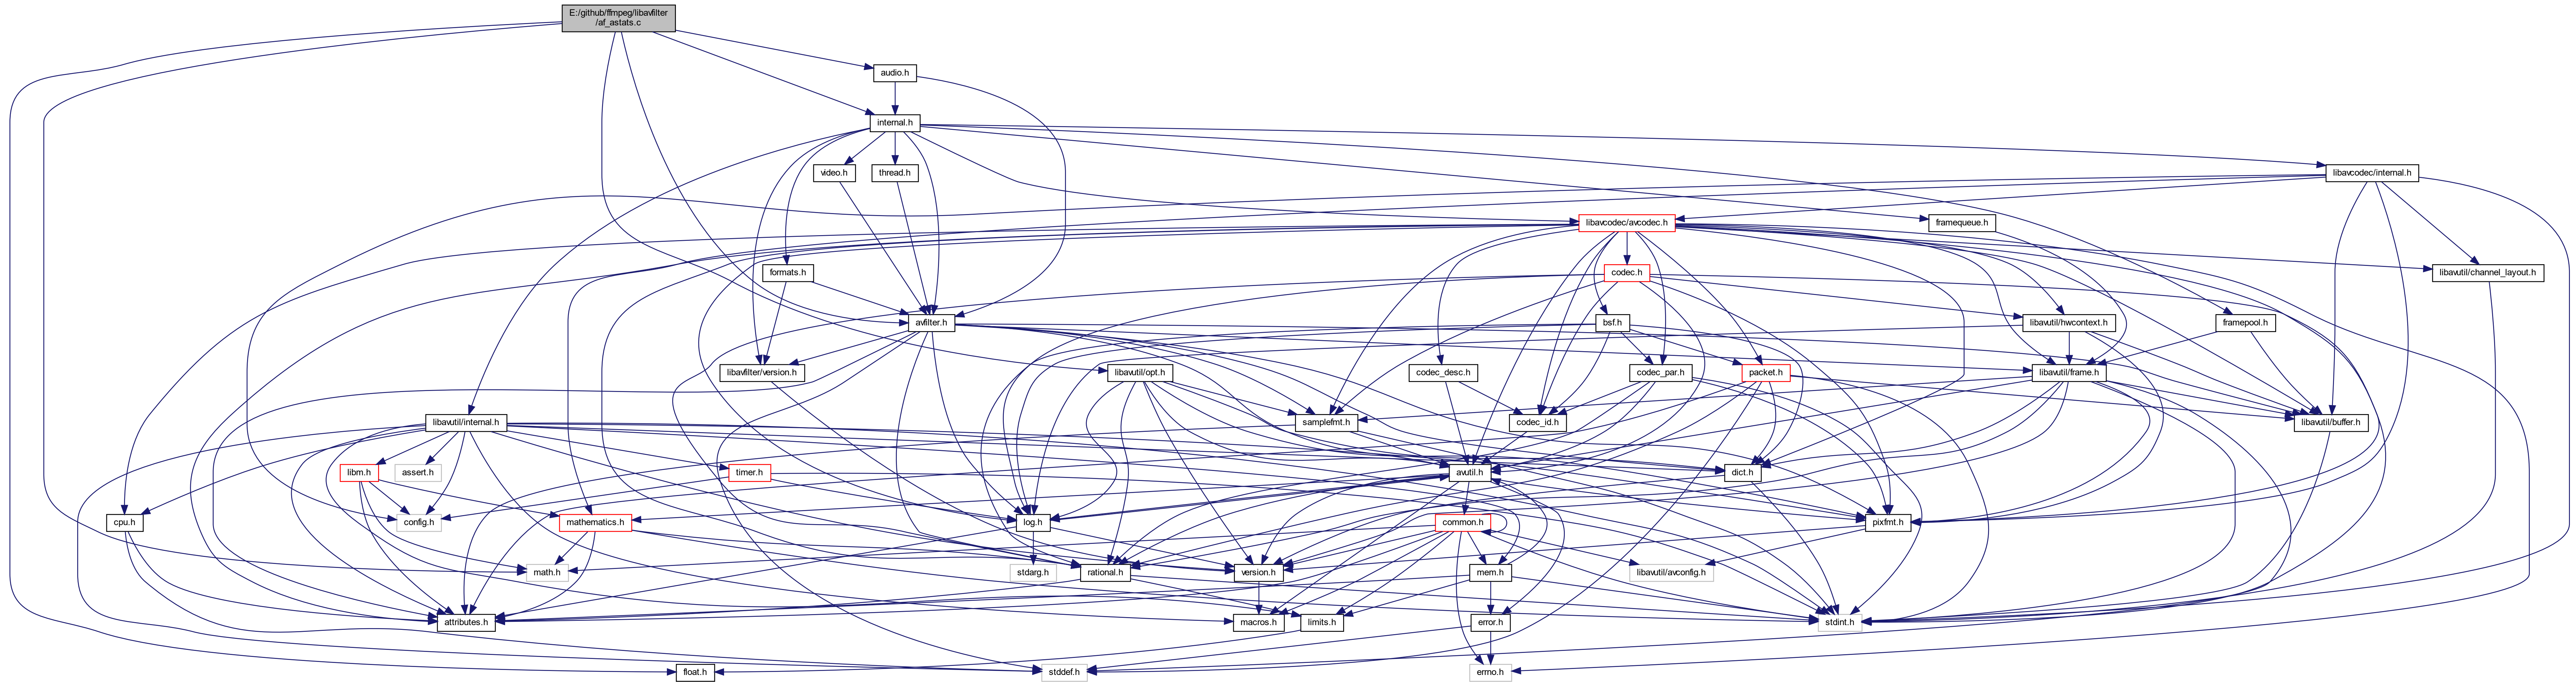 E:/github/ffmpeg/libavfilter
/af_astats.c
audio.h
internal.h
video.h
thread.h
libavcodec/internal.h
libavcodec/avcodec.h
framequeue.h
formats.h
codec.h
libavutil/channel_layout.h
avfilter.h
bsf.h
libavutil/hwcontext.h
framepool.h
libavfilter/version.h
libavutil/opt.h
codec_desc.h
codec_par.h
packet.h
libavutil/frame.h
libavutil/internal.h
samplefmt.h
codec_id.h
libavutil/buffer.h
libm.h
assert.h
timer.h
avutil.h
dict.h
cpu.h
config.h
mathematics.h
log.h
common.h
pixfmt.h
math.h
stdarg.h
rational.h
version.h
mem.h
libavutil/avconfig.h
attributes.h
macros.h
limits.h
error.h
stdint.h
float.h
stddef.h
errno.h